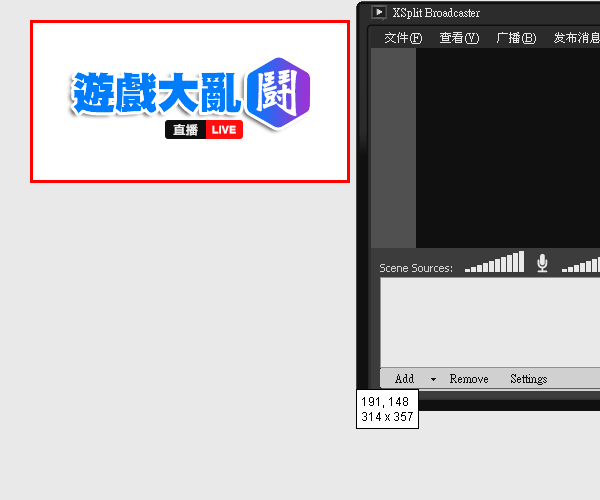 遊戲大亂鬪
直播 LIVE
XSplit Broadcaster
文件(F) 查看(V) 广播(B) 发布消息
Scene Sources:
Add Remove Settings
191, 148
314 x 357